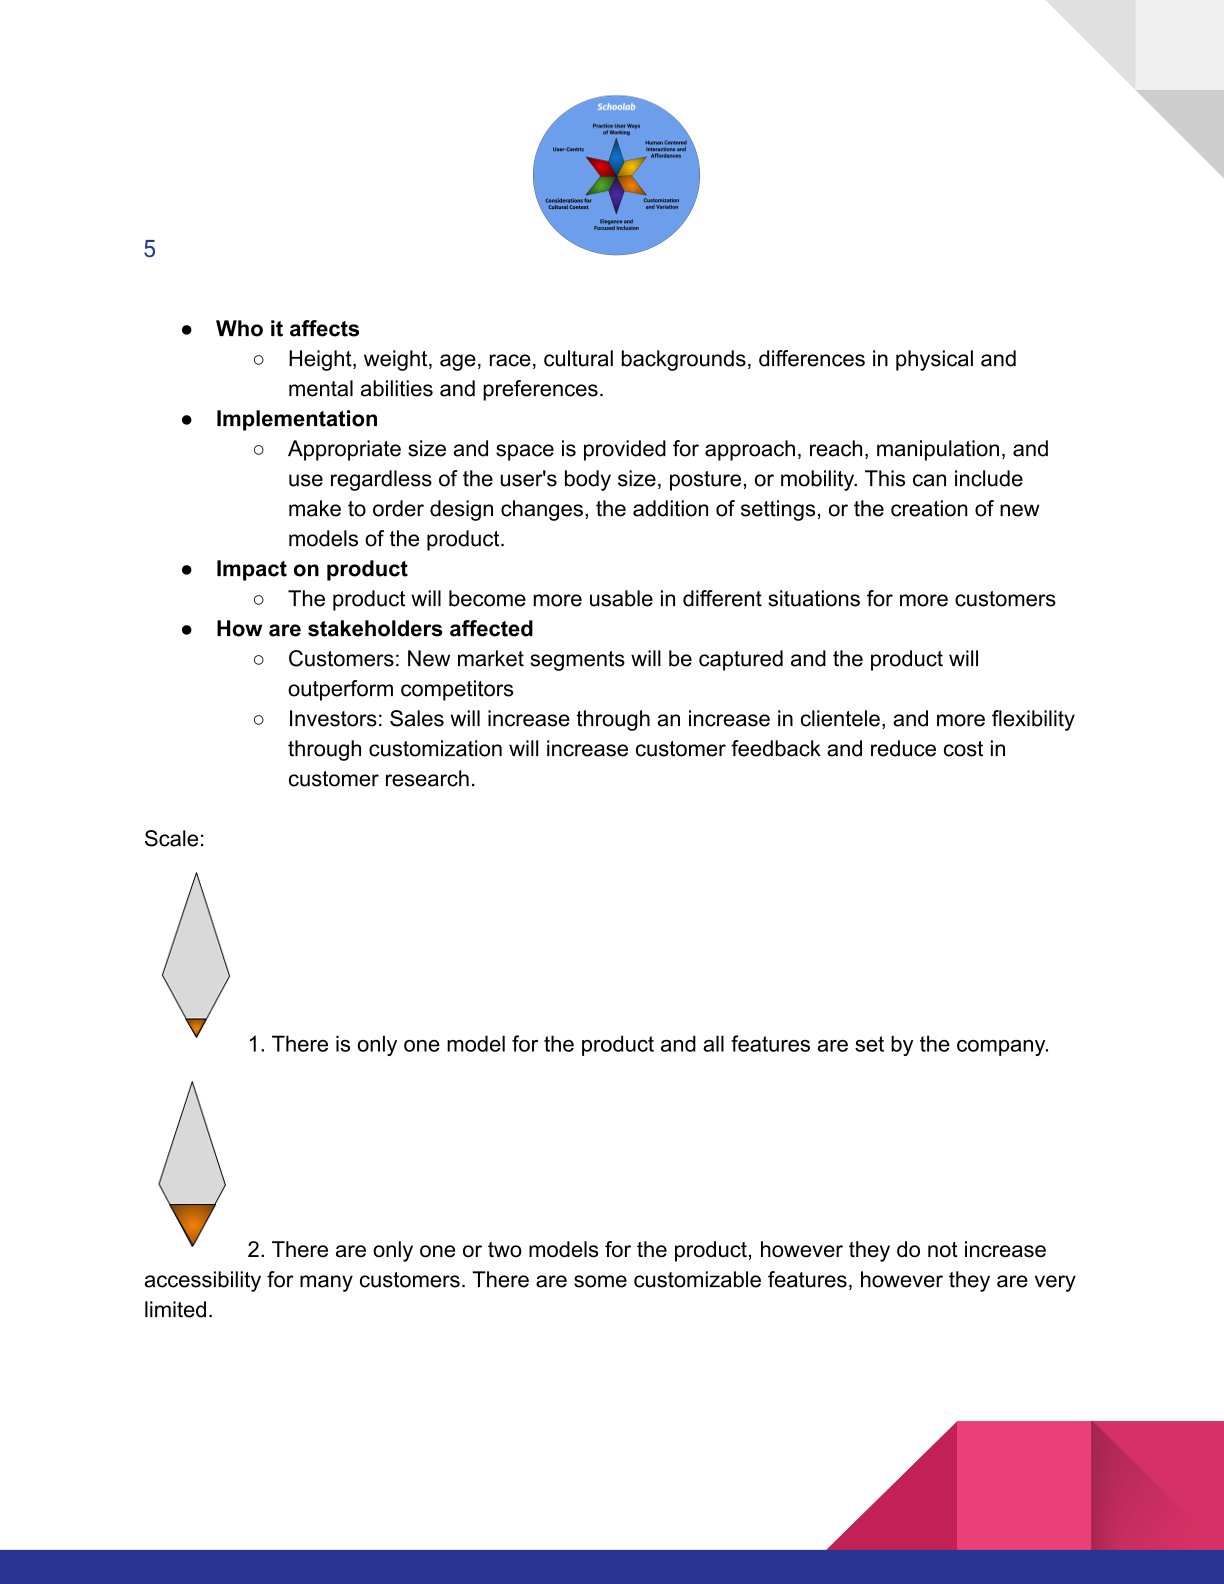 Schoolab
Practice User Ways
of Working
User-Centric
Human Centered
Interactions and
Affordances
Considerations for
Cultural Context
Customization
and Variation
Elegance and
Focused Inclusion
5
● Who it affects
○ Height, weight, age, race, cultural backgrounds, differences in physical and
mental abilities and preferences.
● Implementation
○ Appropriate size and space is provided for approach, reach, manipulation, and
use regardless of the user's body size, posture, or mobility. This can include
make to order design changes, the addition of settings, or the creation of new
models of the product.
● Impact on product
○ The product will become more usable in different situations for more customers
● How are stakeholders affected
○ Customers: New market segments will be captured and the product will
outperform competitors
○ Investors: Sales will increase through an increase in clientele, and more flexibility
through customization will increase customer feedback and reduce cost in
customer research.
Scale:
1. There is only one model for the product and all features are set by the company.
2. There are only one or two models for the product, however they do not increase
accessibility for many customers. There are some customizable features, however they are very
limited.